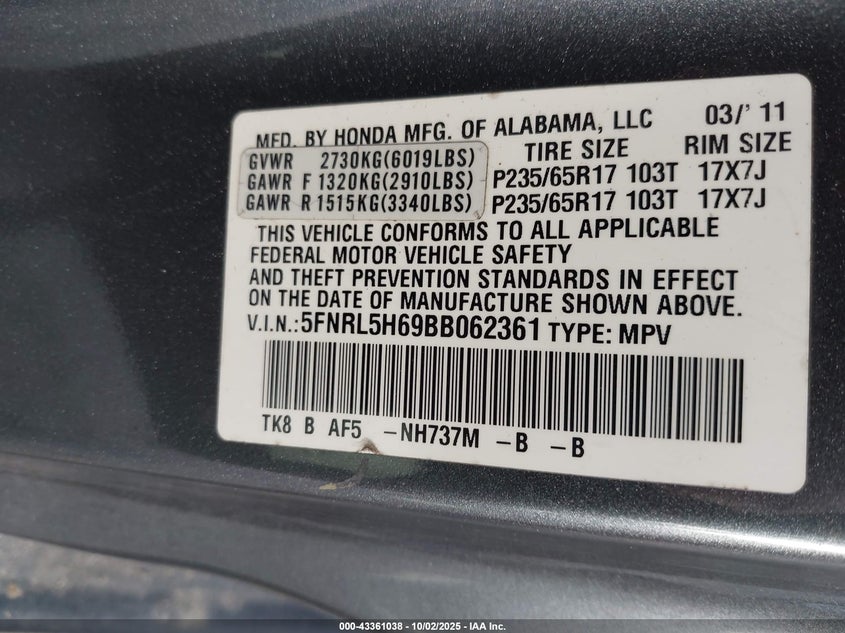 MFD. BY HONDA MFG. OF ALABAMA, LLC 03/' 11
GVWR 2730KG(6019LBS) TIRE SIZE RIM SIZE
GAWR F 1320KG(2910LBS) P235/65R17 103T 17X7J
GAWR R 1515KG(3340LBS) P235/65R17 103T 17X7J
THIS VEHICLE CONFORMS TO ALL APPLICABLE
FEDERAL MOTOR VEHICLE SAFETY
AND THEFT PREVENTION STANDARDS IN EFFECT
ON THE DATE OF MANUFACTURE SHOWN ABOVE.
V.I.N.: 5FNRL5H69BB062361 TYPE: MPV
TK8 B AF5 -NH737M -B -B
000-43361038 - 10/02/2025 - IAA Inc.